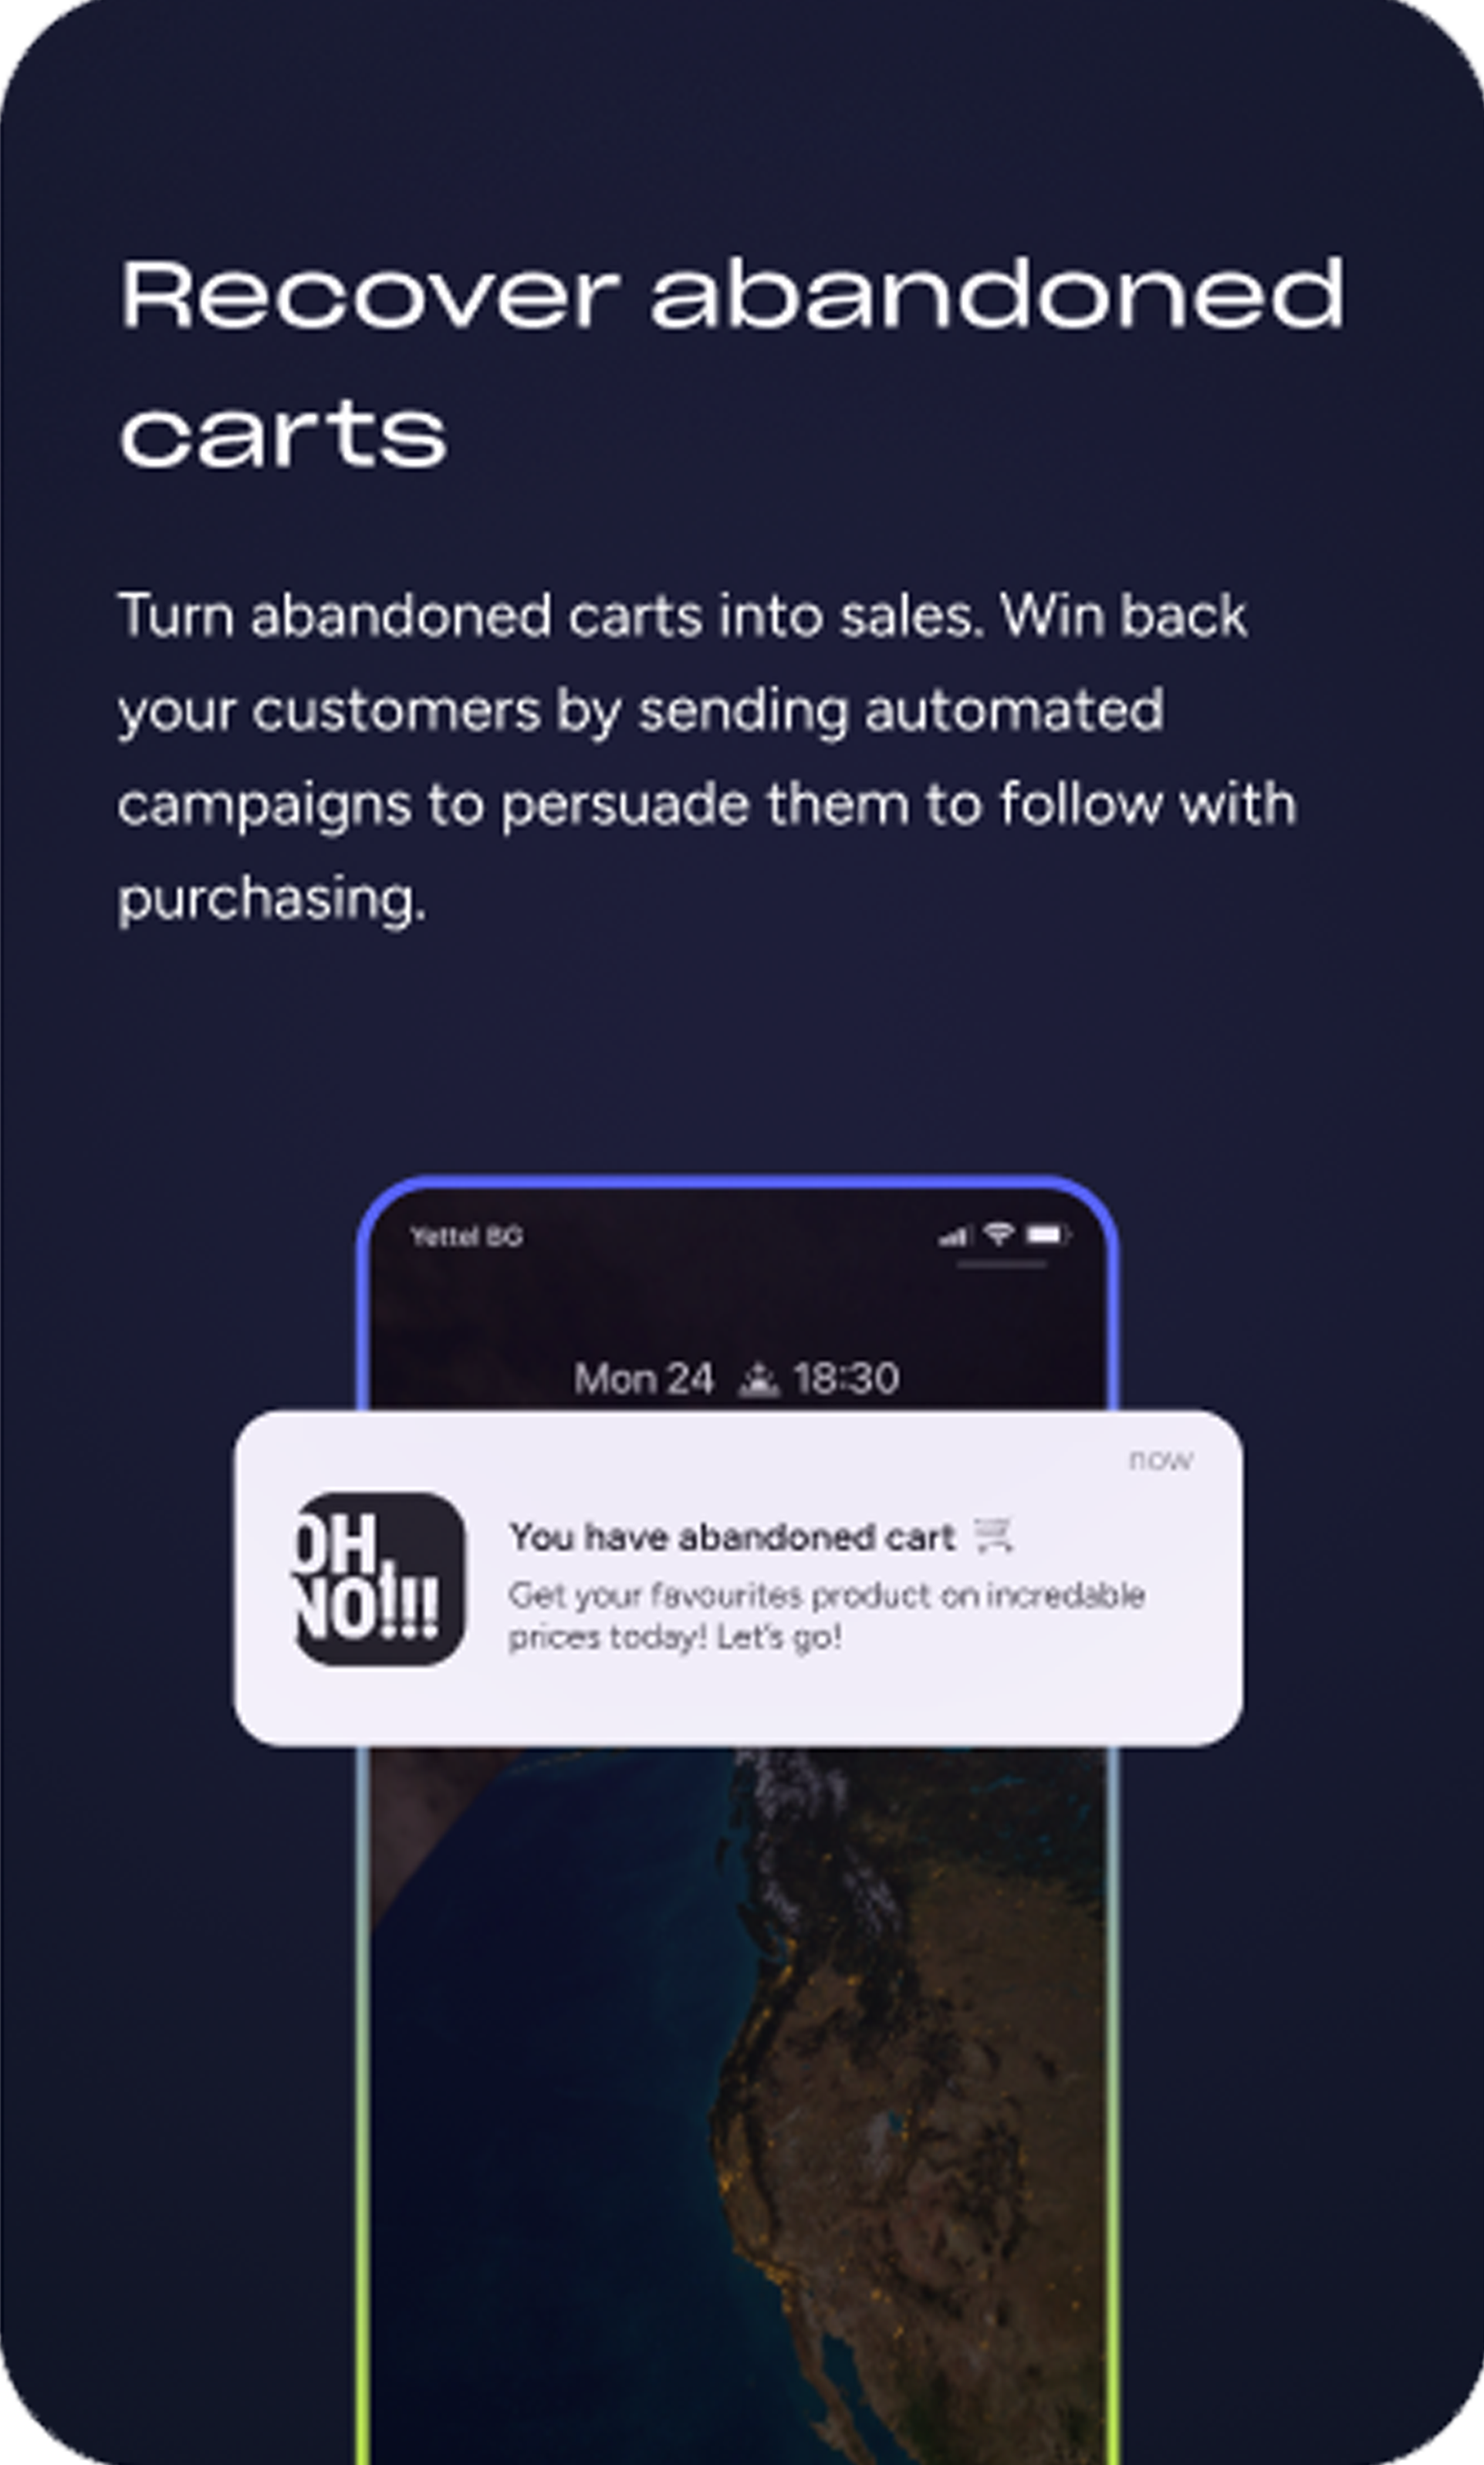 Recover abandoned
carts
Turn abandoned carts into sales. Win back
your customers by sending automated
campaigns to persuade them to follow with
purchasing.
Yettel BG
Mon 24 18:30
now
OH
NO!!!
You have abandoned cart
Get your favourites product on incredable
prices today! Let's go!